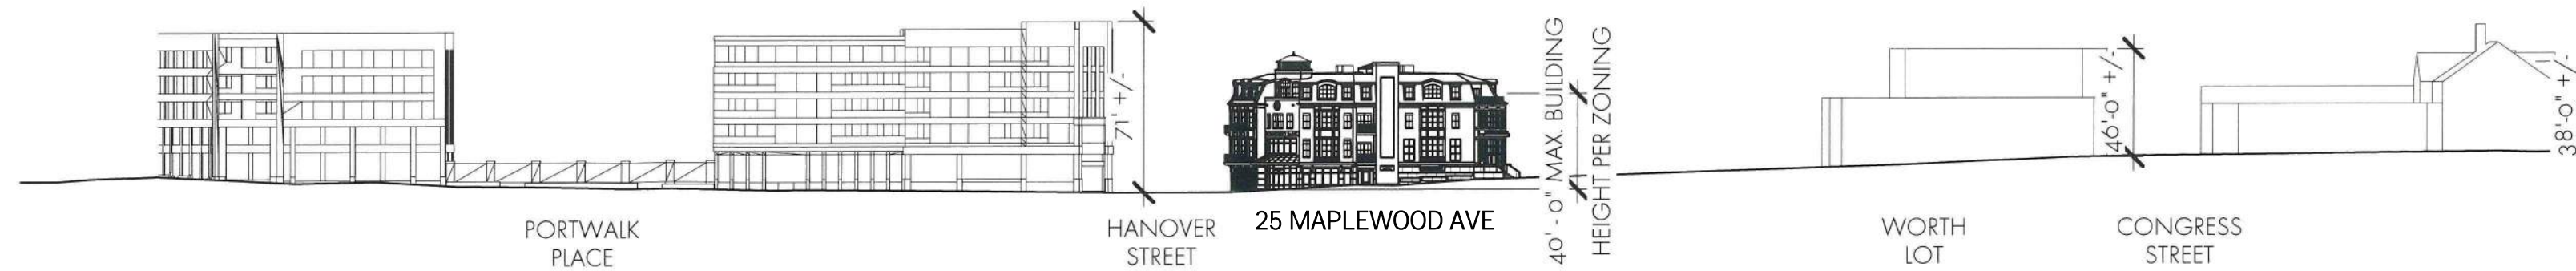 PORTWALK
PLACE
71' +/-
HANOVER
STREET
25 MAPLEWOOD AVE
40' - 0" MAX. BUILDING
HEIGHT PER ZONING
WORTH
LOT
46'-0" +/-
CONGRESS
STREET
38'-0" +/-